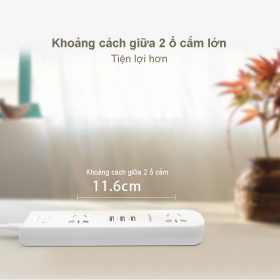 Khoảng cách giữa 2 ổ cắm lớn
Tiện lợi hơn
Khoảng cách giữa 2 ổ cắm
11.6cm